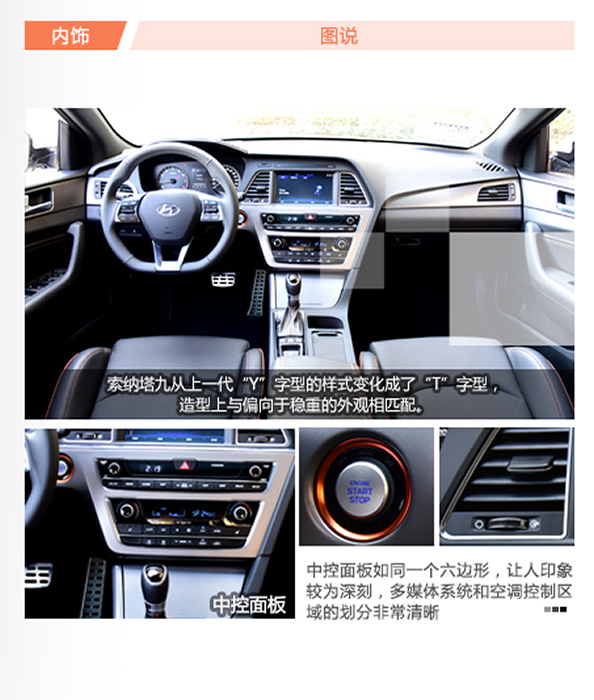 内饰
图说
索纳塔九从上一代“Y”字型的样式变化成了“T”字型，
造型上与偏向于稳重的外观相匹配。
2:19
ENGINE
START
STOP
中控面板
中控面板如同一个六边形，让人印象
较为深刻，多媒体系统和空调控制区
域的划分非常清晰